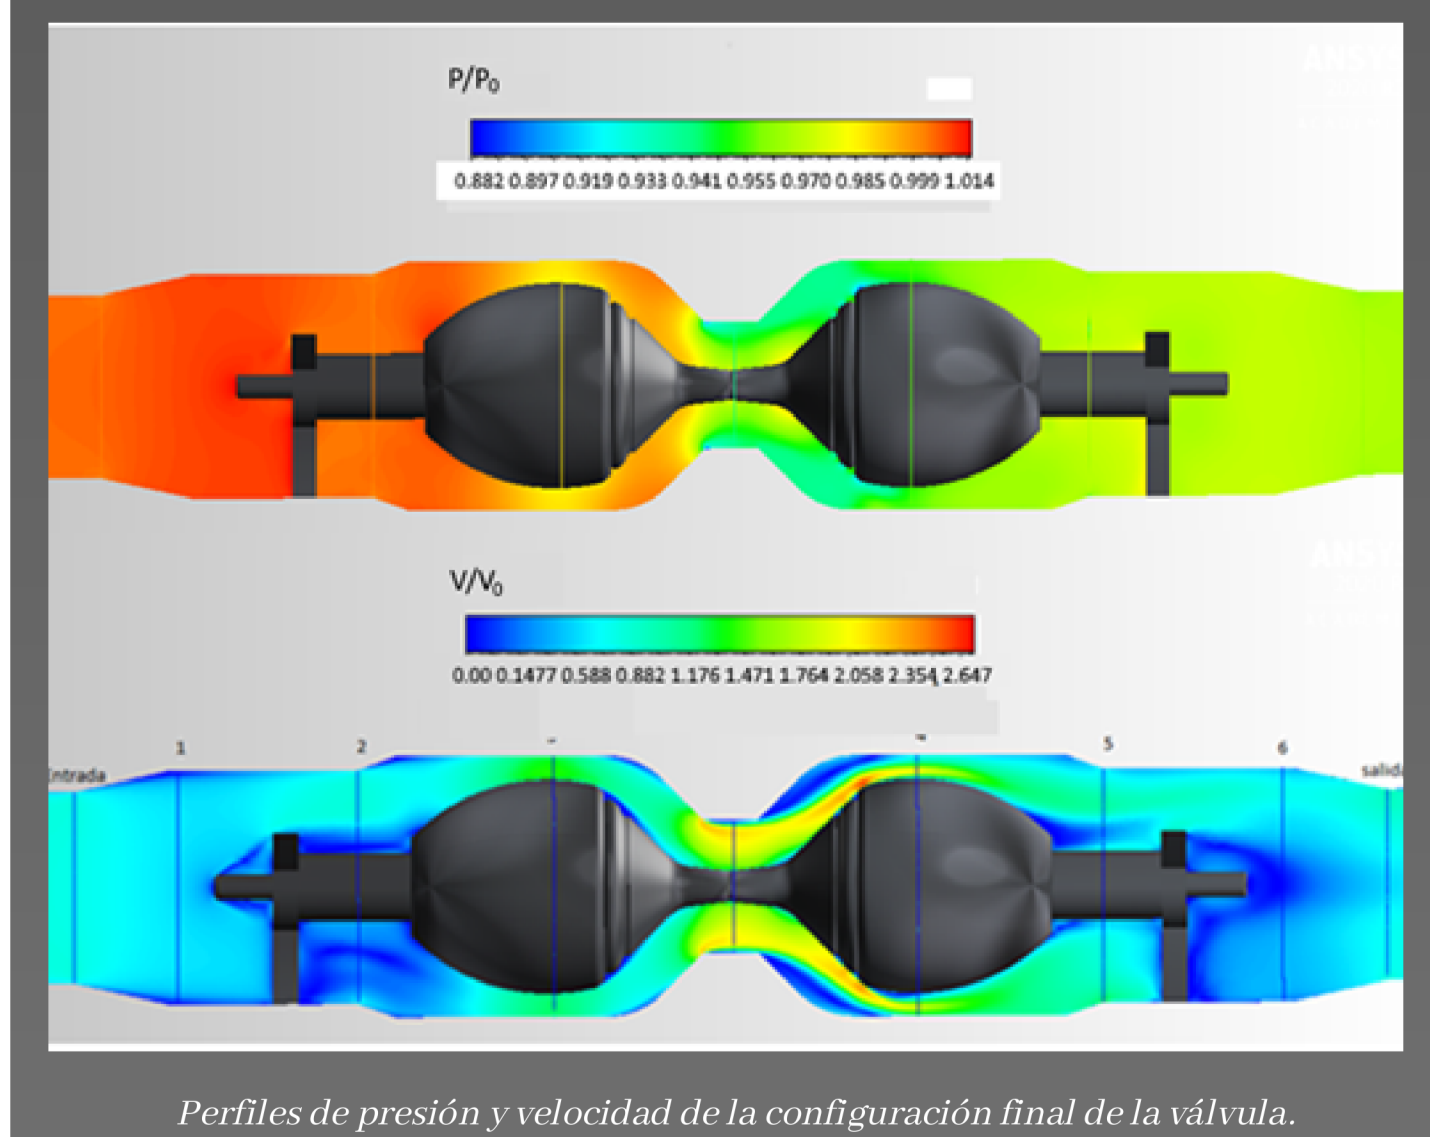 ANSYS
P/P₀
0.882 0.897 0.919 0.933 0.941 0.955 0.970 0.985 0.999 1.014
ANSYS
V/V₀
0.00 0.1477 0.588 0.882 1.176 1.471 1.764 2.058 2.354 2.647
1 2 4 5 6
Entrada salida
Perfiles de presión y velocidad de la configuración final de la válvula.